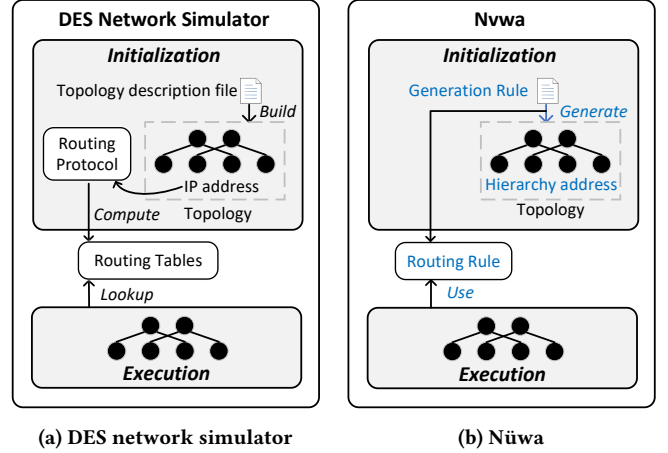 DES Network Simulator
Initialization
Topology description file
Build
Routing
Protocol
IP address
Compute
Topology
Routing Tables
Lookup
Execution
(a) DES network simulator
Nvwa
Initialization
Generation Rule
Generate
Hierarchy address
Topology
Routing Rule
Use
Execution
(b) Nüwa